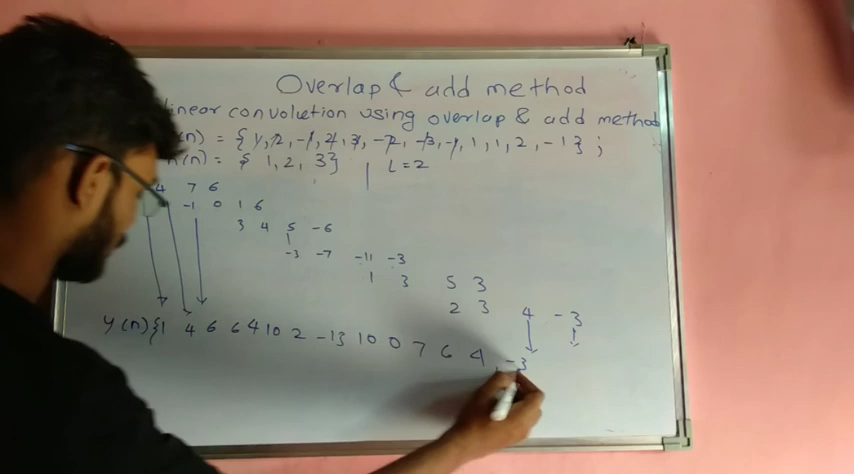 Overlap & add method
linear convolution using overlap & add method
(n) = {1, 2, -1, 2, 3, -2, -3, -1, 1, 1, 2, -1};
(n) = {1, 2, 3} | L=2
4 7 6
-1 0 1 6
3 4 5 -6
-3 -7 -11 -3
1 3 5 3
2 3 4 -3
y(n){1 4 6 6 4 10 2 -13 10 0 7 6 4, -3